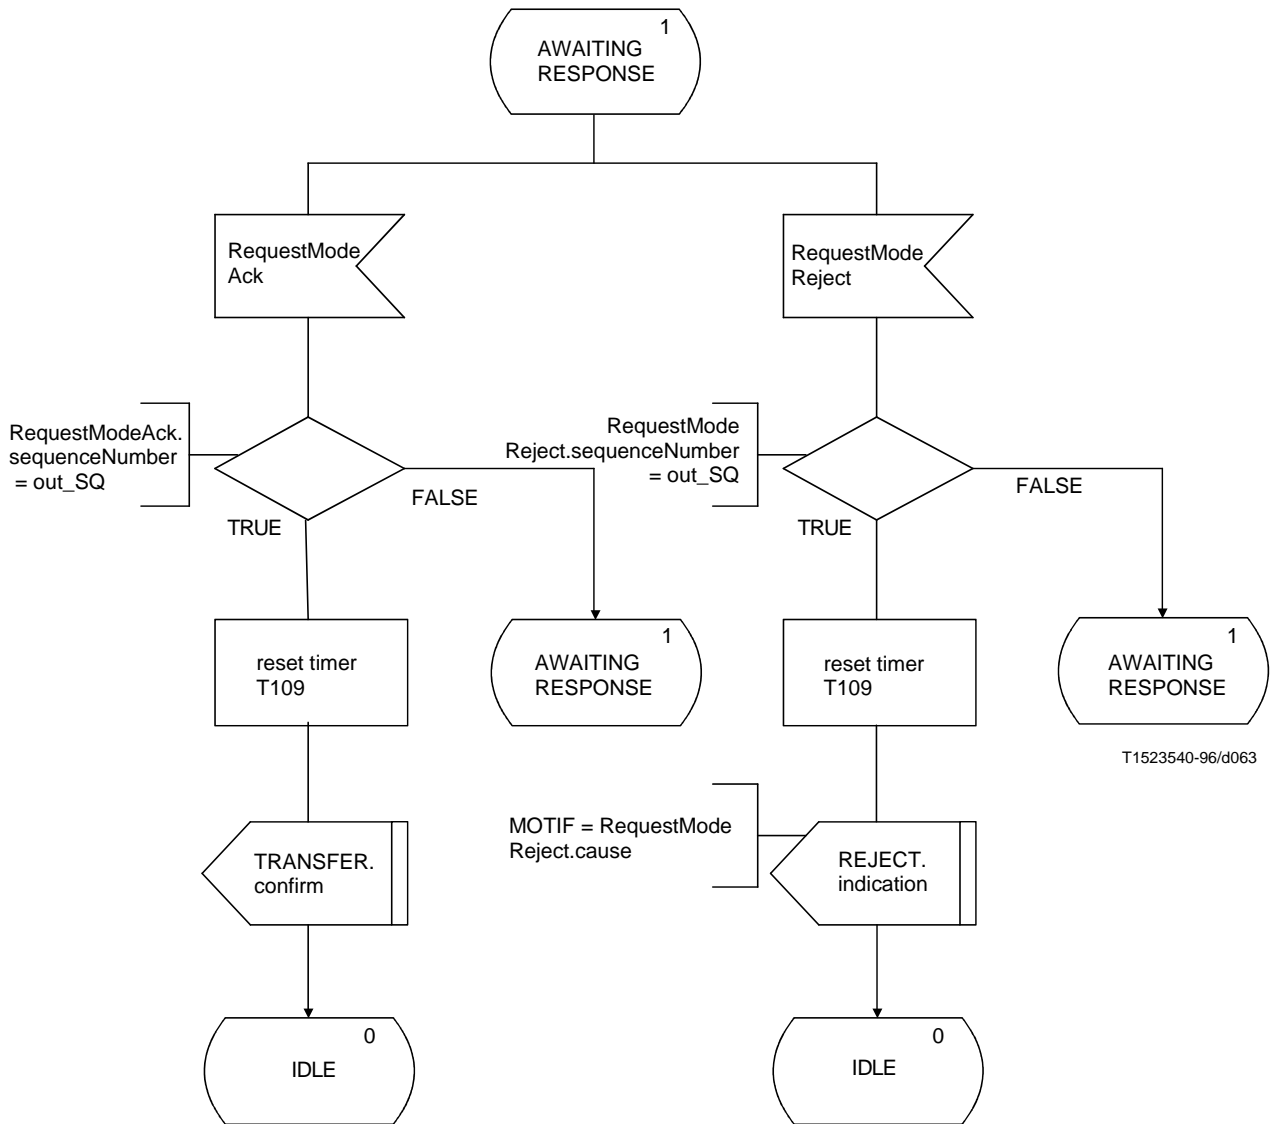 1
AWAITING
RESPONSE
RequestMode
Ack
RequestMode
Reject
RequestModeAck.
sequenceNumber
= out_SQ
TRUE
FALSE
RequestMode
Reject.sequenceNumber
= out_SQ
TRUE
FALSE
reset timer
T109
1
AWAITING
RESPONSE
reset timer
T109
1
AWAITING
RESPONSE
T1523540-96/d063
TRANSFER.
confirm
MOTIF = RequestMode
Reject.cause
REJECT.
indication
0
IDLE
0
IDLE